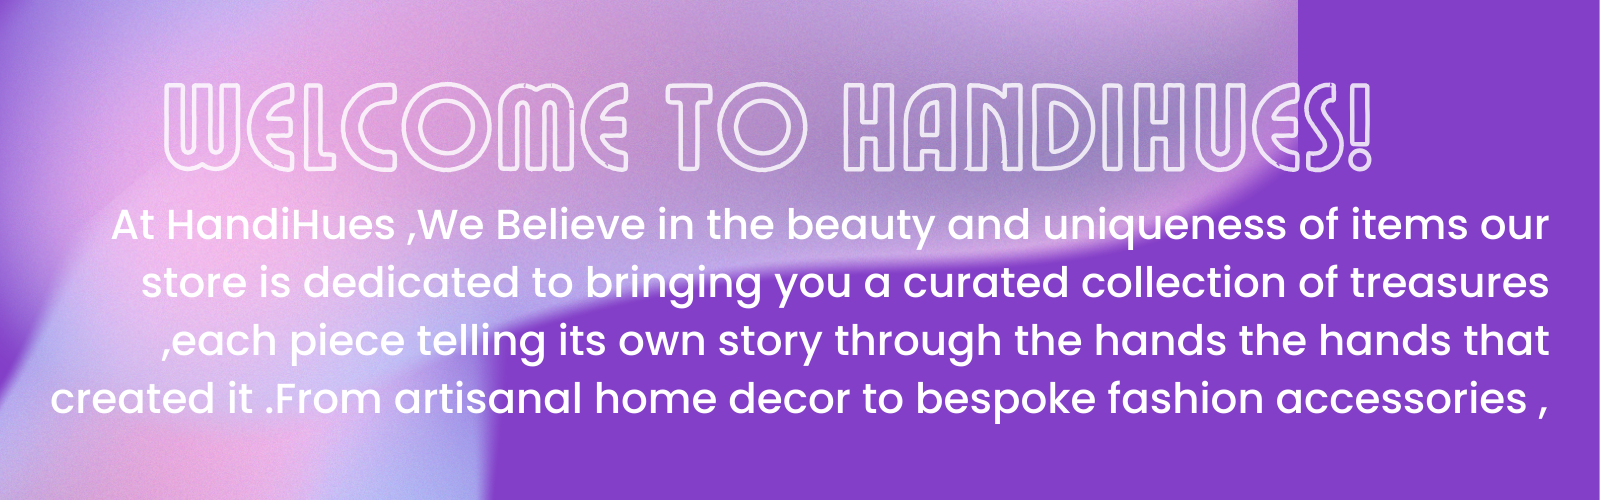 WELCOME TO HANDIHUES!
At HandiHues ,We Believe in the beauty and uniqueness of items our
store is dedicated to bringing you a curated collection of treasures
,each piece telling its own story through the hands the hands that
created it .From artisanal home decor to bespoke fashion accessories ,